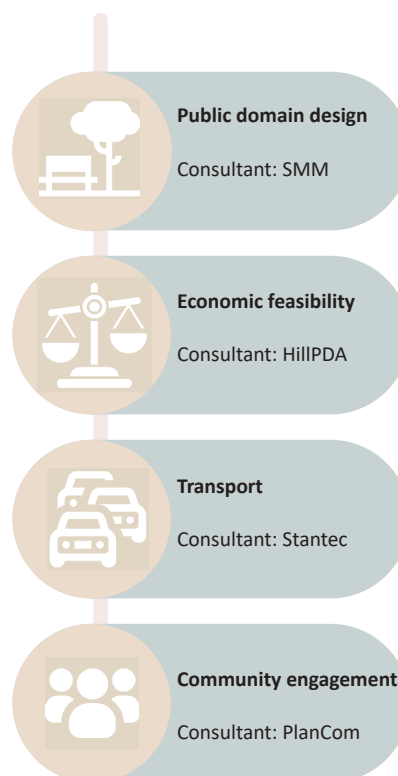 Public domain design
Consultant: SMM
Economic feasibility
Consultant: HillPDA
Transport
Consultant: Stantec
Community engagement
Consultant: PlanCom